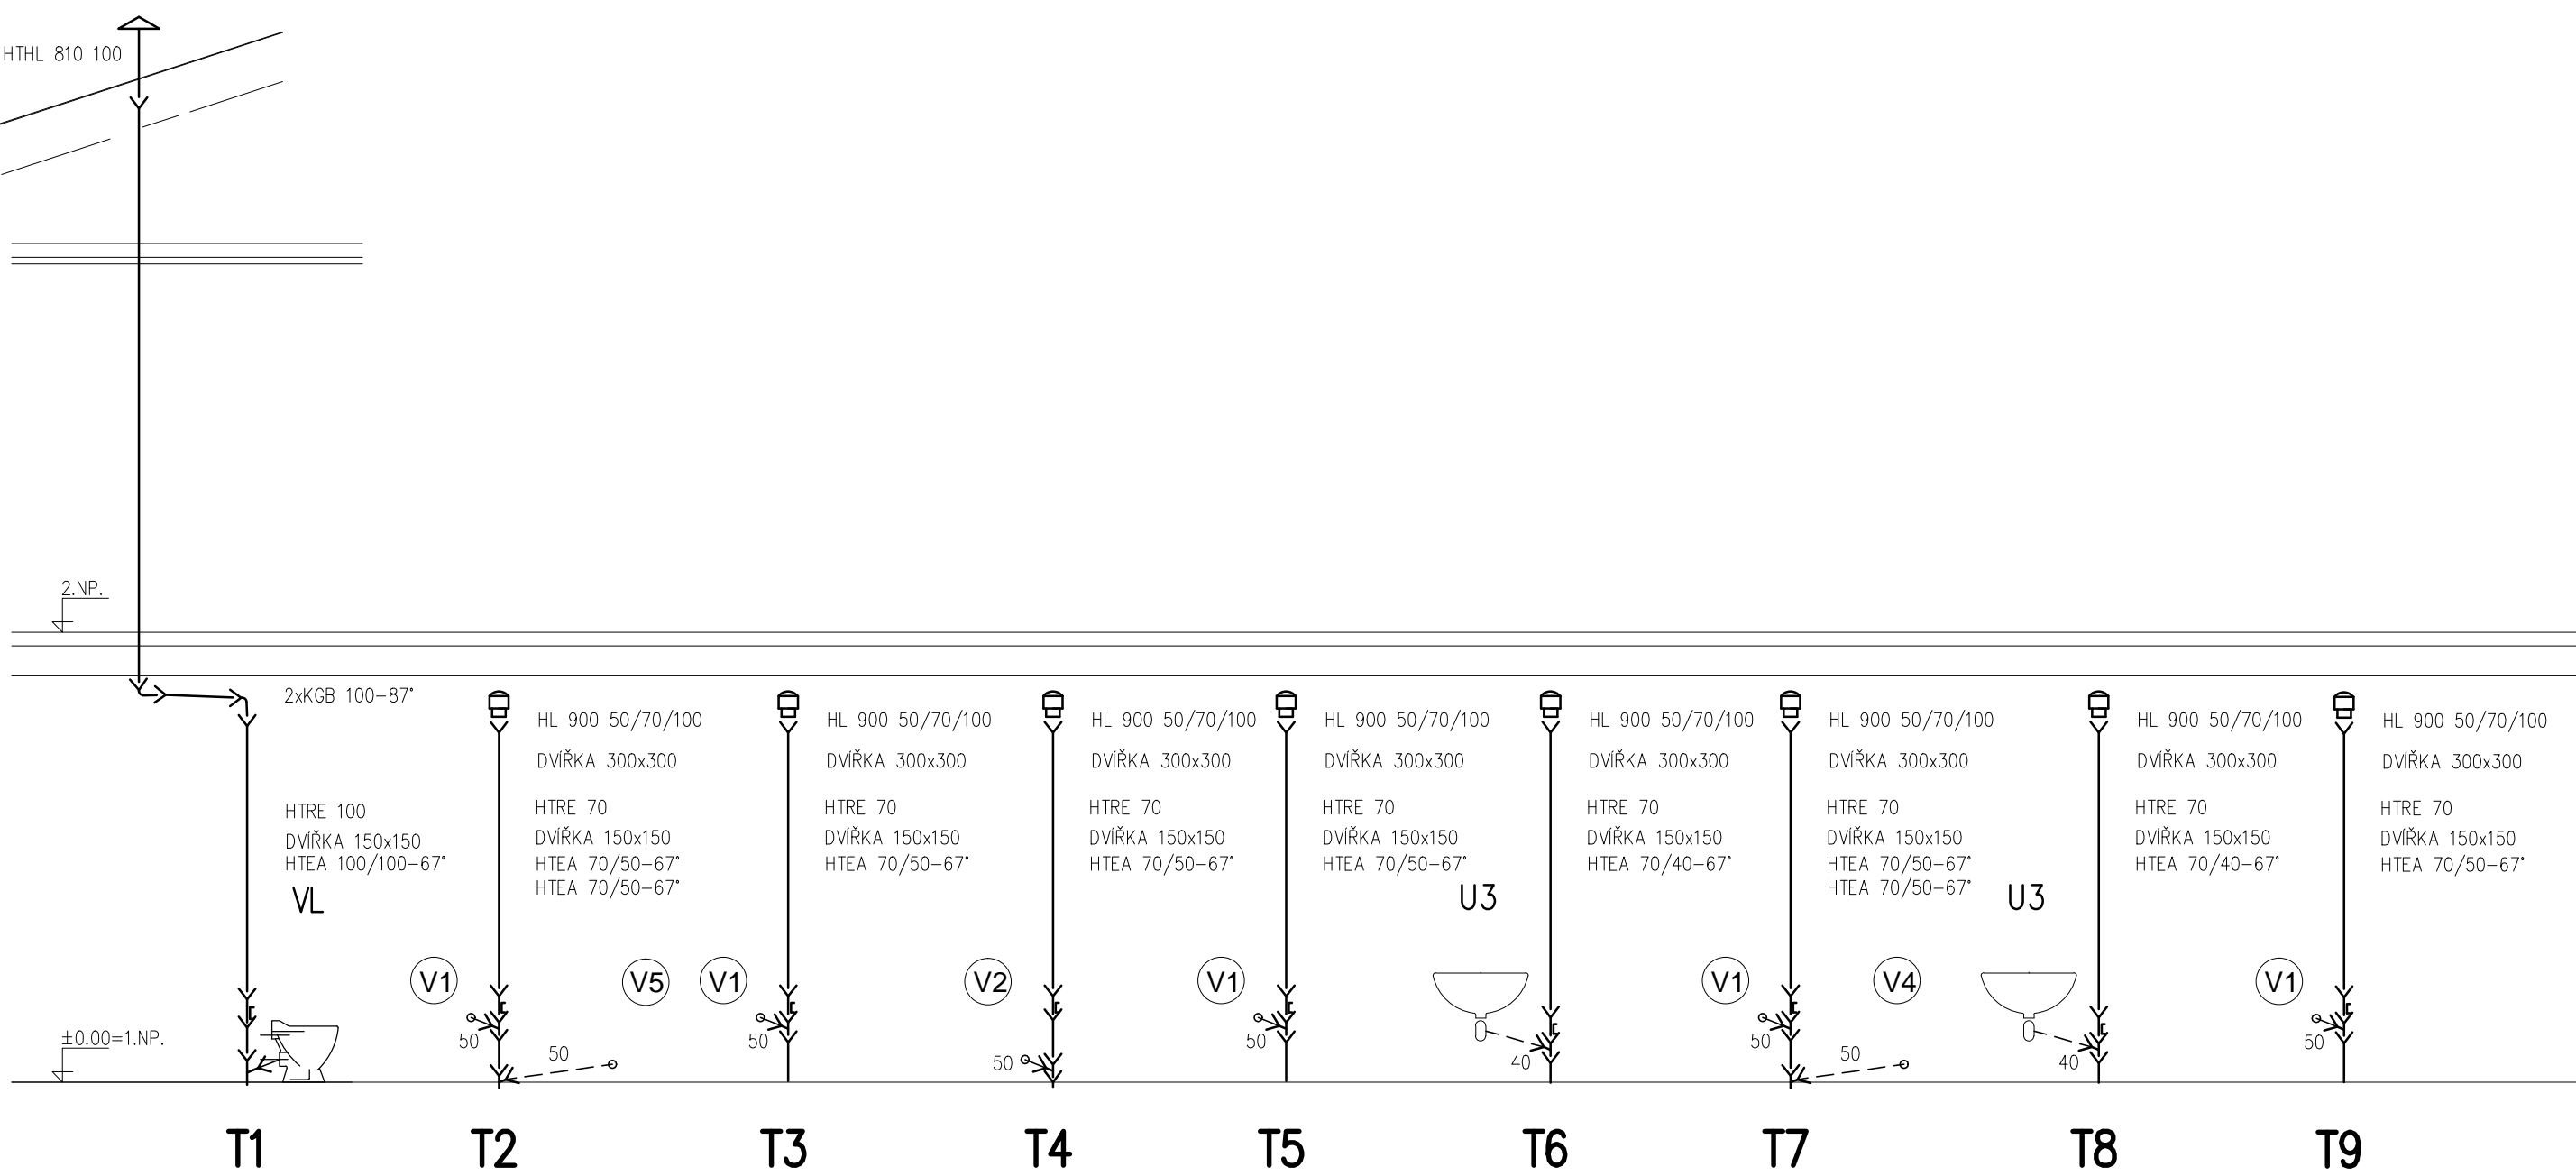 HTHL 810 100
2.NP.
2xKGB 100-87°
HTRE 100
DVÍŘKA 150x150
HTEA 100/100-67°
VL
±0.00=1.NP.
T1
HL 900 50/70/100
DVÍŘKA 300x300
HTRE 70
DVÍŘKA 150x150
HTEA 70/50-67°
HTEA 70/50-67°
V1
50
50
V5
T2
HL 900 50/70/100
DVÍŘKA 300x300
HTRE 70
DVÍŘKA 150x150
HTEA 70/50-67°
V1
50
T3
HL 900 50/70/100
DVÍŘKA 300x300
HTRE 70
DVÍŘKA 150x150
HTEA 70/50-67°
V2
50
T4
HL 900 50/70/100
DVÍŘKA 300x300
HTRE 70
DVÍŘKA 150x150
HTEA 70/50-67°
V1
50
T5
HL 900 50/70/100
DVÍŘKA 300x300
HTRE 70
DVÍŘKA 150x150
HTEA 70/40-67°
U3
40
T6
HL 900 50/70/100
DVÍŘKA 300x300
HTRE 70
DVÍŘKA 150x150
HTEA 70/50-67°
HTEA 70/50-67°
V1
50
50
V4
T7
HL 900 50/70/100
DVÍŘKA 300x300
HTRE 70
DVÍŘKA 150x150
HTEA 70/40-67°
U3
40
T8
HL 900 50/70/100
DVÍŘKA 300x300
HTRE 70
DVÍŘKA 150x150
HTEA 70/50-67°
V1
50
T9